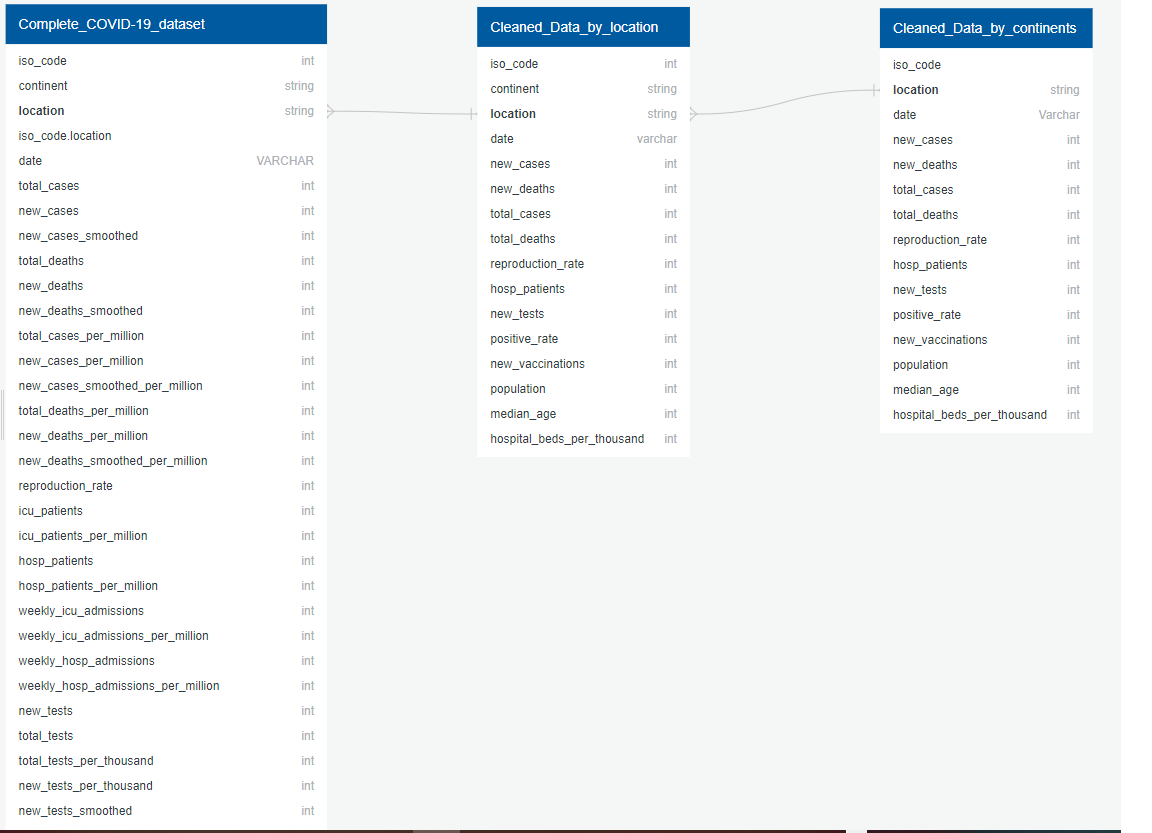 Complete_COVID-19_dataset
iso_code int
continent string
location string
iso_code.location
date VARCHAR
total_cases int
new_cases int
new_cases_smoothed int
total_deaths int
new_deaths int
new_deaths_smoothed int
total_cases_per_million int
new_cases_per_million int
new_cases_smoothed_per_million int
total_deaths_per_million int
new_deaths_per_million int
new_deaths_smoothed_per_million int
reproduction_rate int
icu_patients int
icu_patients_per_million int
hosp_patients int
hosp_patients_per_million int
weekly_icu_admissions int
weekly_icu_admissions_per_million int
weekly_hosp_admissions int
weekly_hosp_admissions_per_million int
new_tests int
total_tests int
total_tests_per_thousand int
new_tests_per_thousand int
new_tests_smoothed int
Cleaned_Data_by_location
iso_code int
continent string
location string
date varchar
new_cases int
new_deaths int
total_cases int
total_deaths int
reproduction_rate int
hosp_patients int
new_tests int
positive_rate int
new_vaccinations int
population int
median_age int
hospital_beds_per_thousand int
Cleaned_Data_by_continents
iso_code
location string
date Varchar
new_cases int
new_deaths int
total_cases int
total_deaths int
reproduction_rate int
hosp_patients int
new_tests int
positive_rate int
new_vaccinations int
population int
median_age int
hospital_beds_per_thousand int